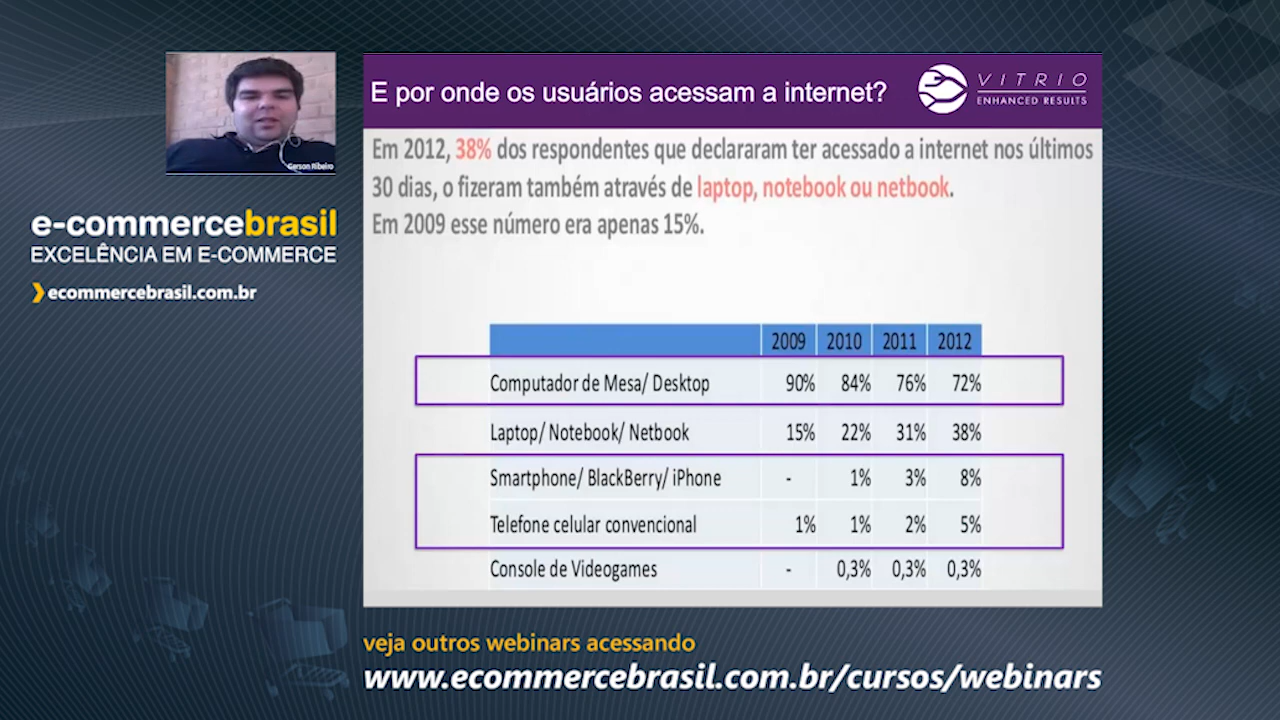 E por onde os usuários acessam a internet?
VITRIO
ENHANCED RESULTS
Gerson Ribeiro
e-commercebrasil
EXCELÊNCIA EM E-COMMERCE
ecommercebrasil.com.br
Em 2012, 38% dos respondentes que declararam ter acessado a internet nos últimos
30 dias, o fizeram também através de laptop, notebook ou netbook.
Em 2009 esse número era apenas 15%.
2009 2010 2011 2012
Computador de Mesa/ Desktop 90% 84% 76% 72%
Laptop/ Notebook/ Netbook 15% 22% 31% 38%
Smartphone/ BlackBerry/ iPhone - 1% 3% 8%
Telefone celular convencional 1% 1% 2% 5%
Console de Videogames - 0,3% 0,3% 0,3%
veja outros webinars acessando
www.ecommercebrasil.com.br/cursos/webinars